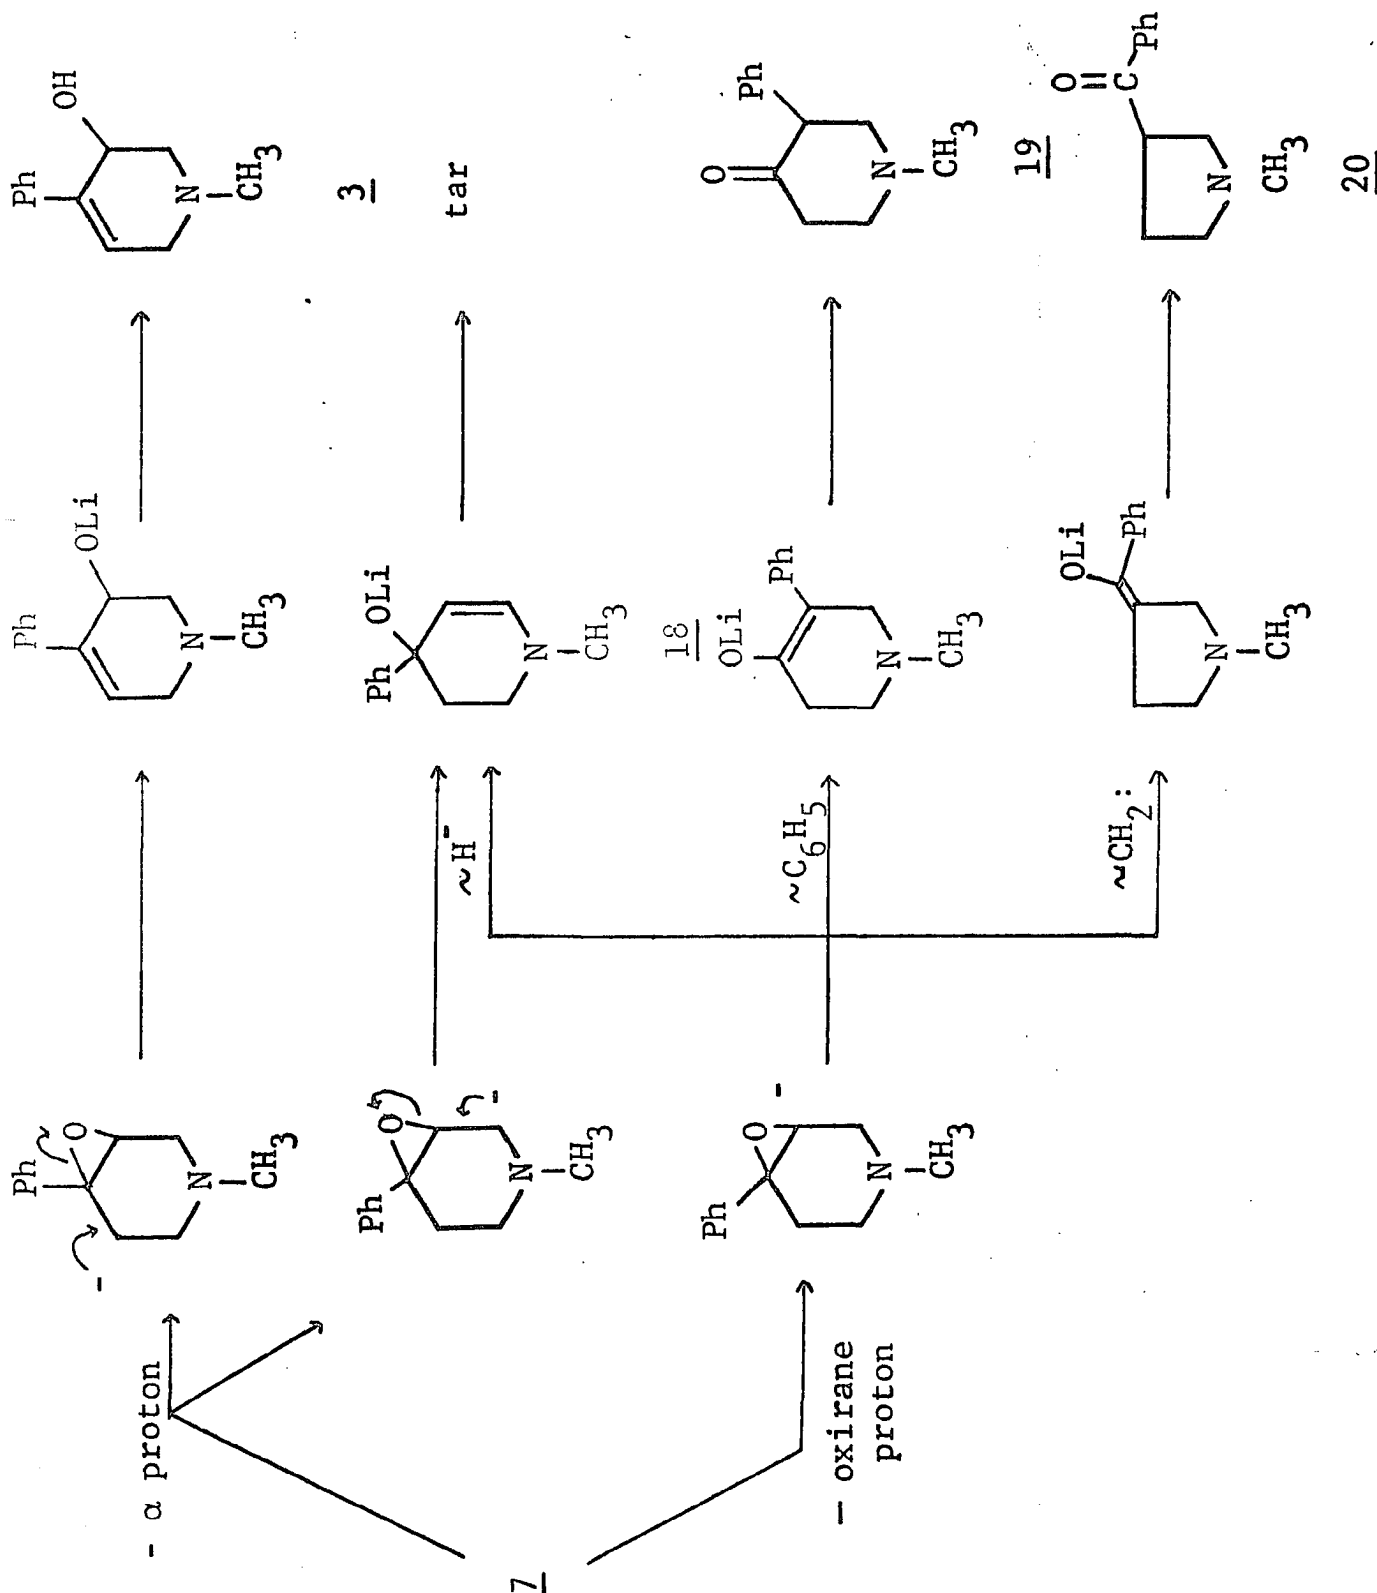 7
- α proton
- oxirane
proton
Ph
O
-
N
CH3
Ph
OLi
N
CH3
Ph
OH
N
CH3
3
Ph
O
-
N
CH3
~H-
Ph
OLi
N
CH3
18
tar
Ph
O
-
N
CH3
~C6H5
OLi
Ph
N
CH3
O
Ph
N
CH3
19
~CH2:
OLi
Ph
N
CH3
O
C
Ph
N
CH3
20